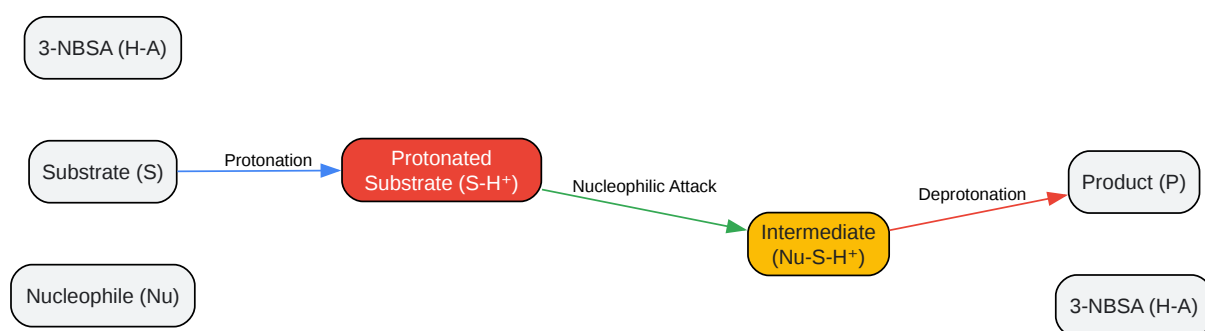 3-NBSA (H-A)
Substrate (S)
Protonation
Protonated
Substrate (S-H⁺)
Nucleophilic Attack
Intermediate
(Nu-S-H⁺)
Deprotonation
Product (P)
Nucleophile (Nu)
3-NBSA (H-A)